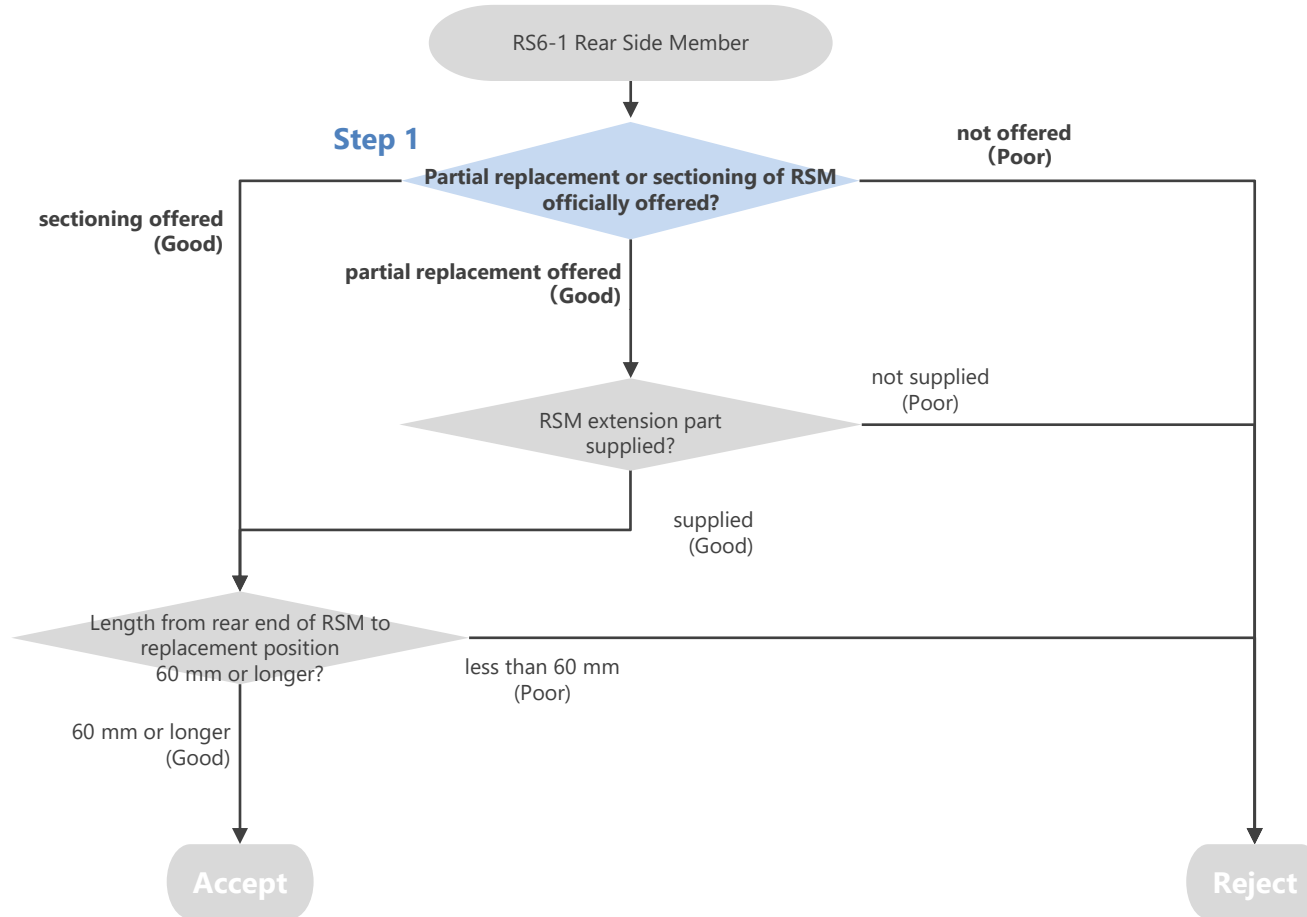 RS6-1 Rear Side Member
Step 1
not offered
（Poor)
Partial replacement or sectioning of RSM
officially offered?
sectioning offered
(Good)
partial replacement offered
（Good)
not supplied
(Poor)
RSM extension part
supplied?
supplied
(Good)
Length from rear end of RSM to
replacement position
60 mm or longer?
less than 60 mm
(Poor)
60 mm or longer
(Good)
Accept
Reject